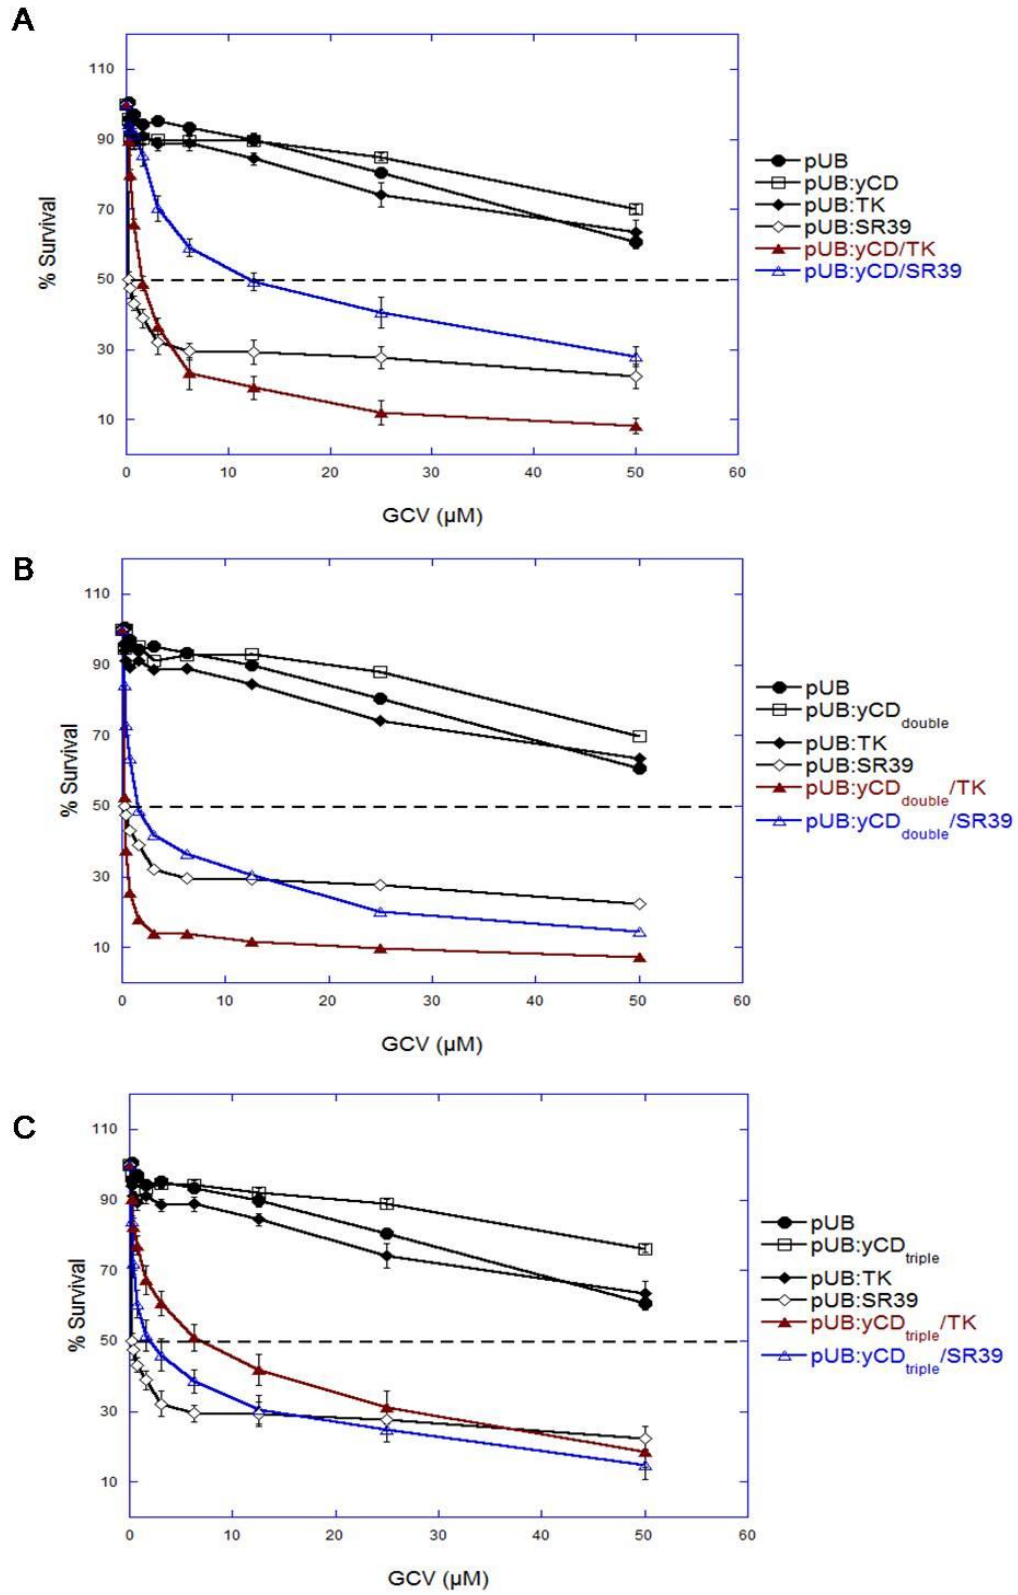 A
110
90
70
50
30
10
% Survival
0 10 20 30 40 50 60
GCV (µM)
pUB
pUB:yCD
pUB:TK
pUB:SR39
pUB:yCD/TK
pUB:yCD/SR39
B
110
90
70
50
30
10
% Survival
0 10 20 30 40 50 60
GCV (µM)
pUB
pUB:yCDdouble
pUB:TK
pUB:SR39
pUB:yCDdouble/TK
pUB:yCDdouble/SR39
C
110
90
70
50
30
10
% Survival
0 10 20 30 40 50 60
GCV (µM)
pUB
pUB:yCDtriple
pUB:TK
pUB:SR39
pUB:yCDtriple/TK
pUB:yCDtriple/SR39